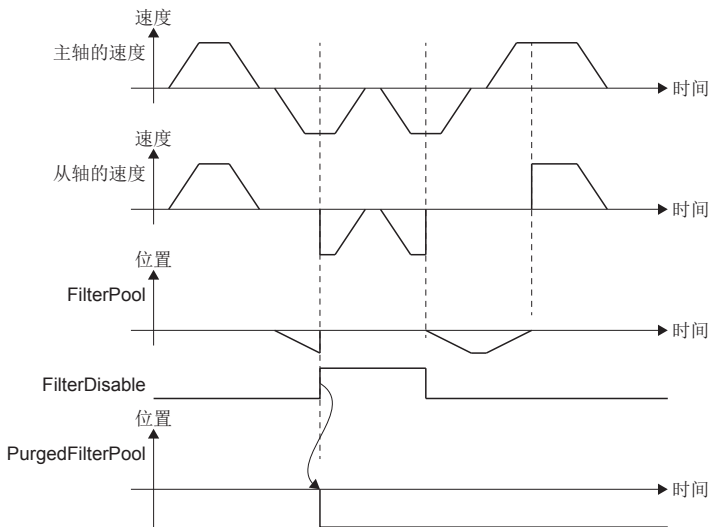 速度
主轴的速度
时间
速度
从轴的速度
时间
位置
FilterPool
时间
FilterDisable
位置
PurgedFilterPool
时间